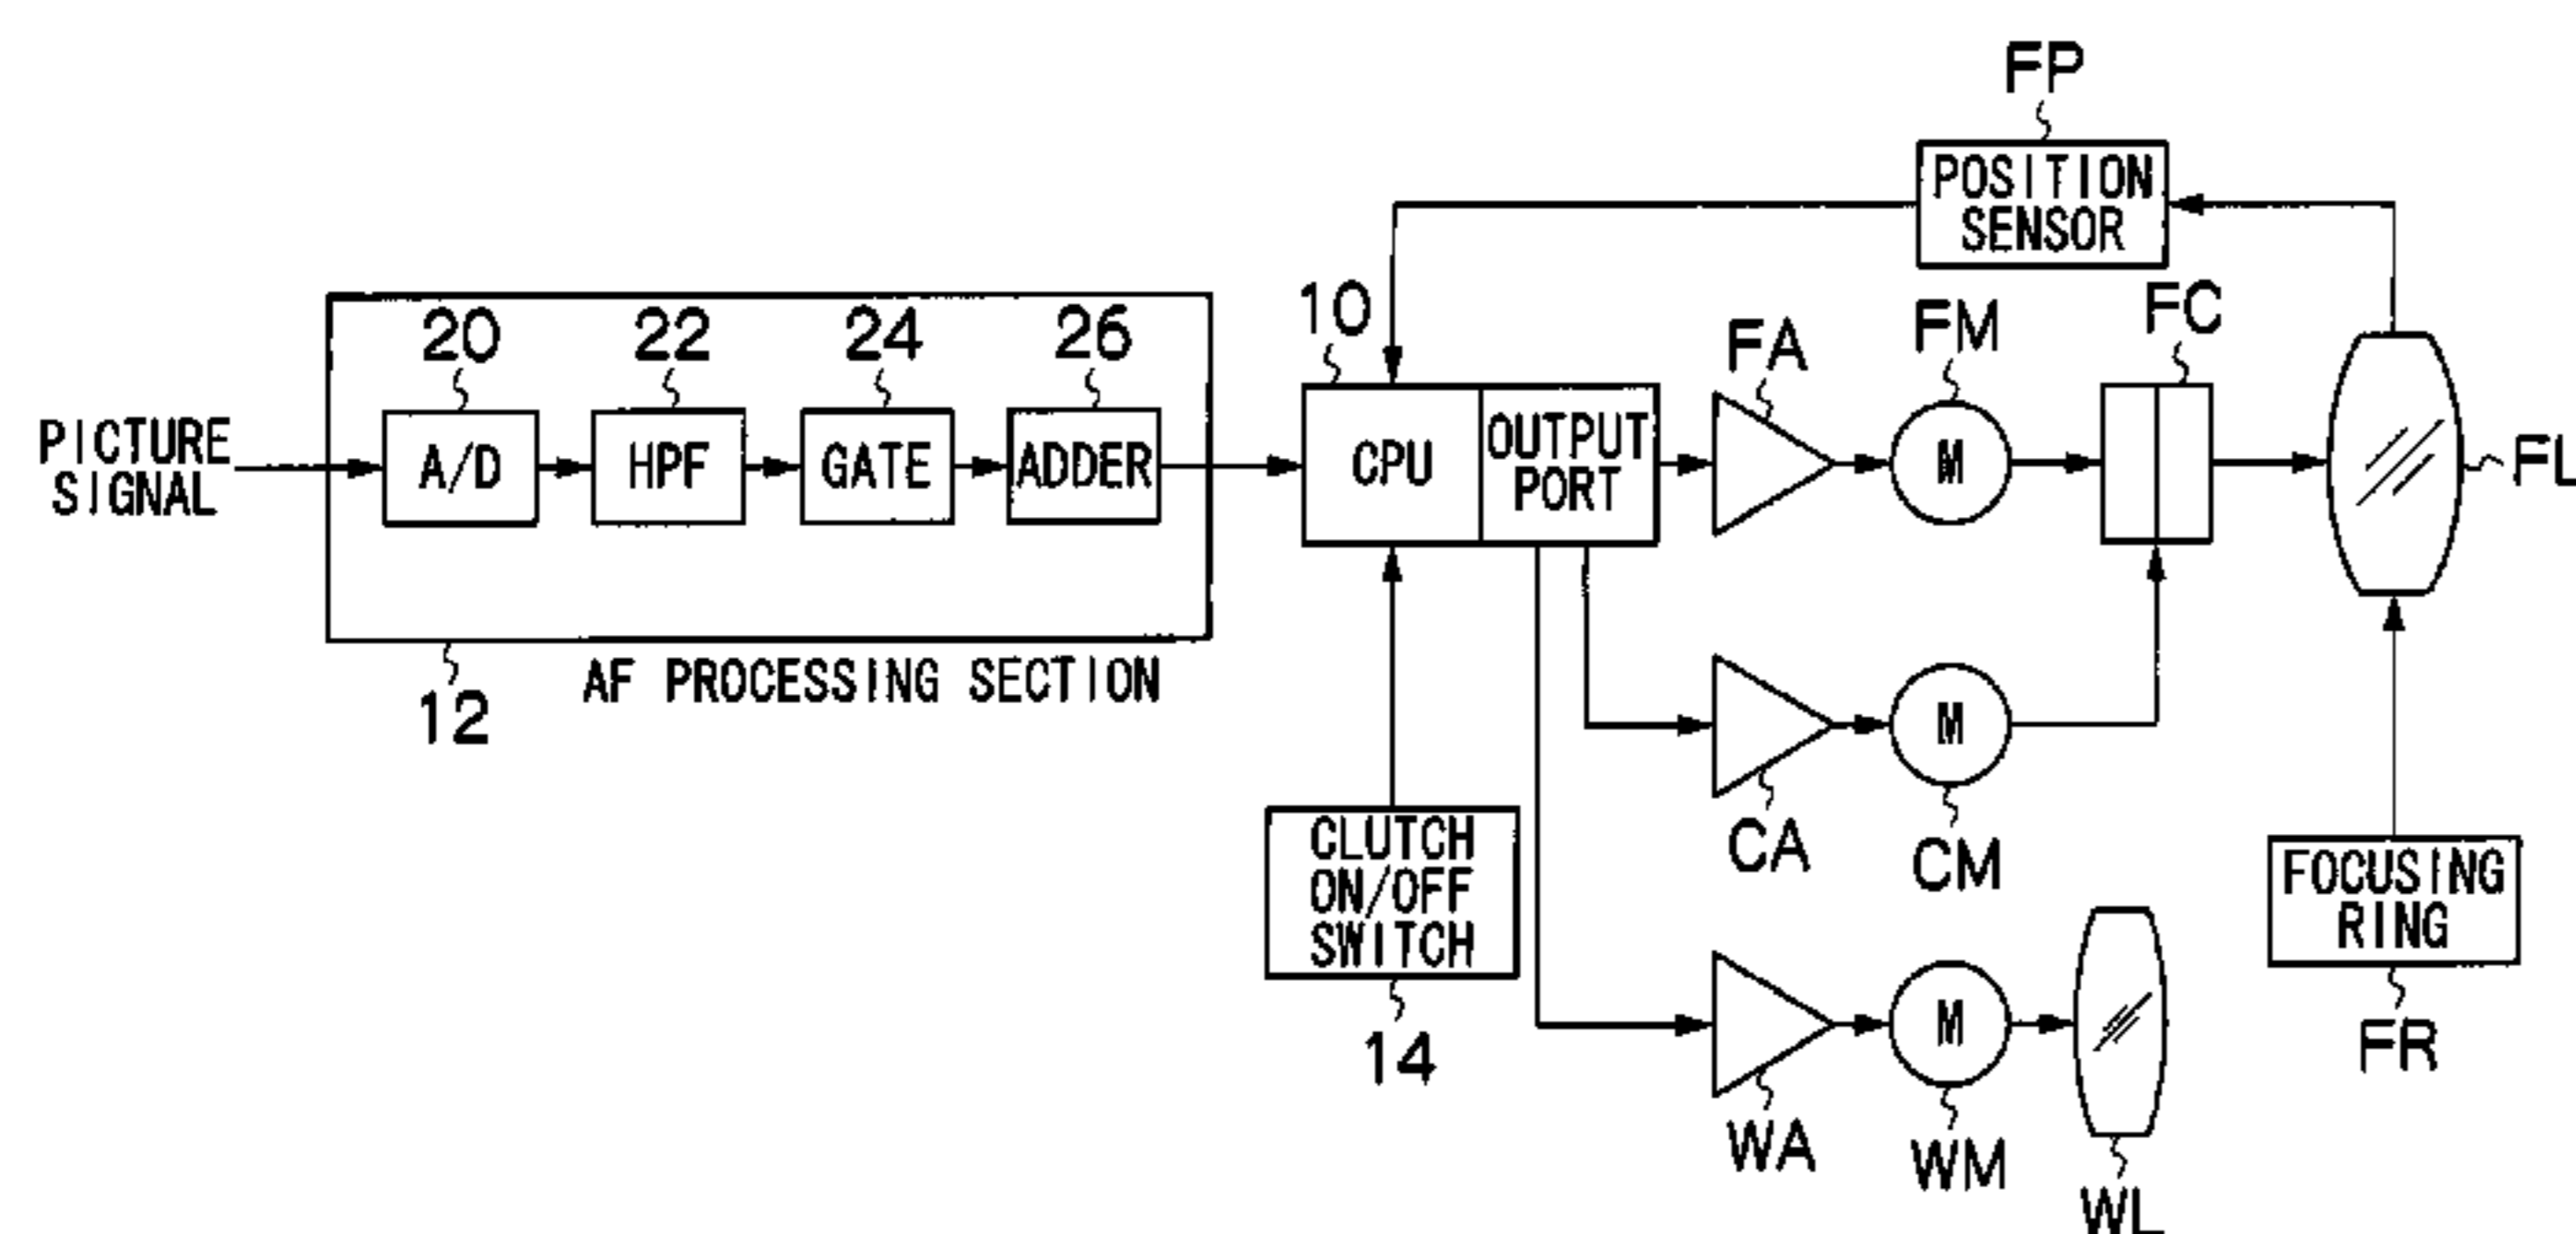 FP
POSITION
SENSOR
20
22
24
26
10
FA
FM
FC
PICTURE
SIGNAL
A/D
HPF
GATE
ADDER
CPU
OUTPUT
PORT
M
FL
12
AF PROCESSING SECTION
M
CLUTCH
ON/OFF
SWITCH
CA
CM
FOCUSING
RING
14
M
FR
WA
WM
WL